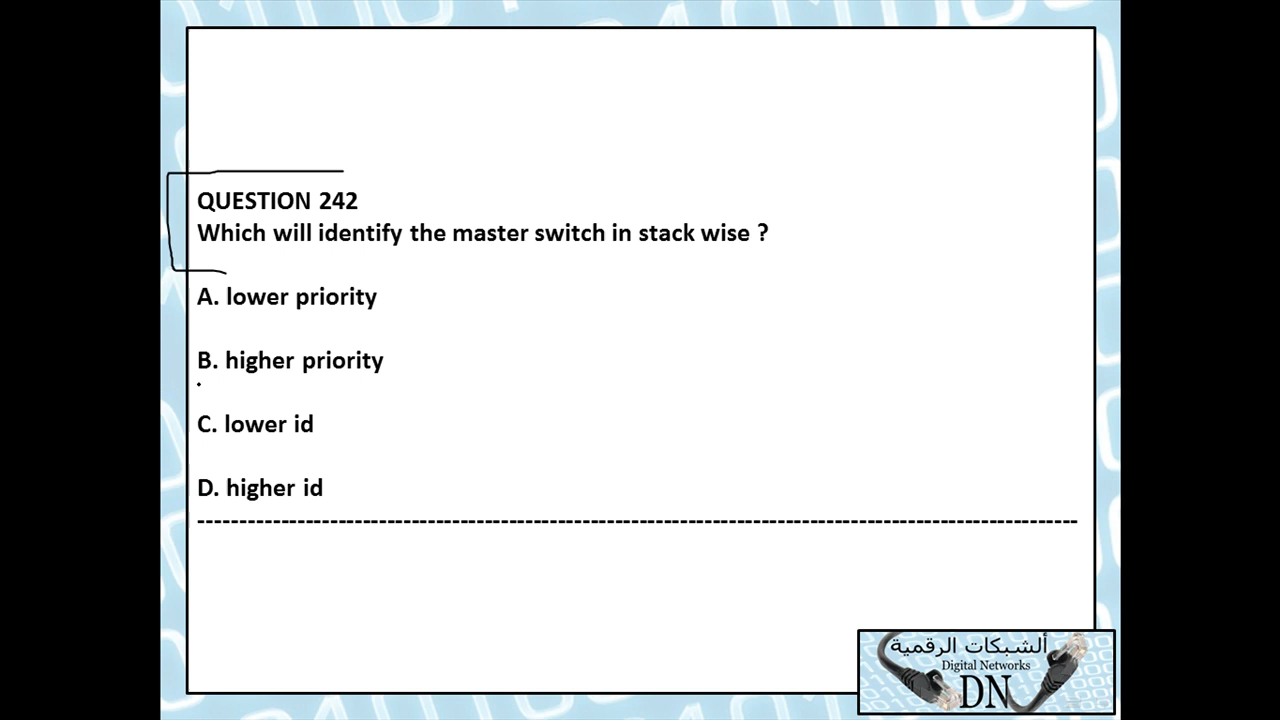 QUESTION 242
Which will identify the master switch in stack wise ?
A. lower priority
B. higher priority
C. lower id
D. higher id
--------------------------------------------------------------------------------------------------------------
ألشبكات الرقمية
Digital Networks
DN